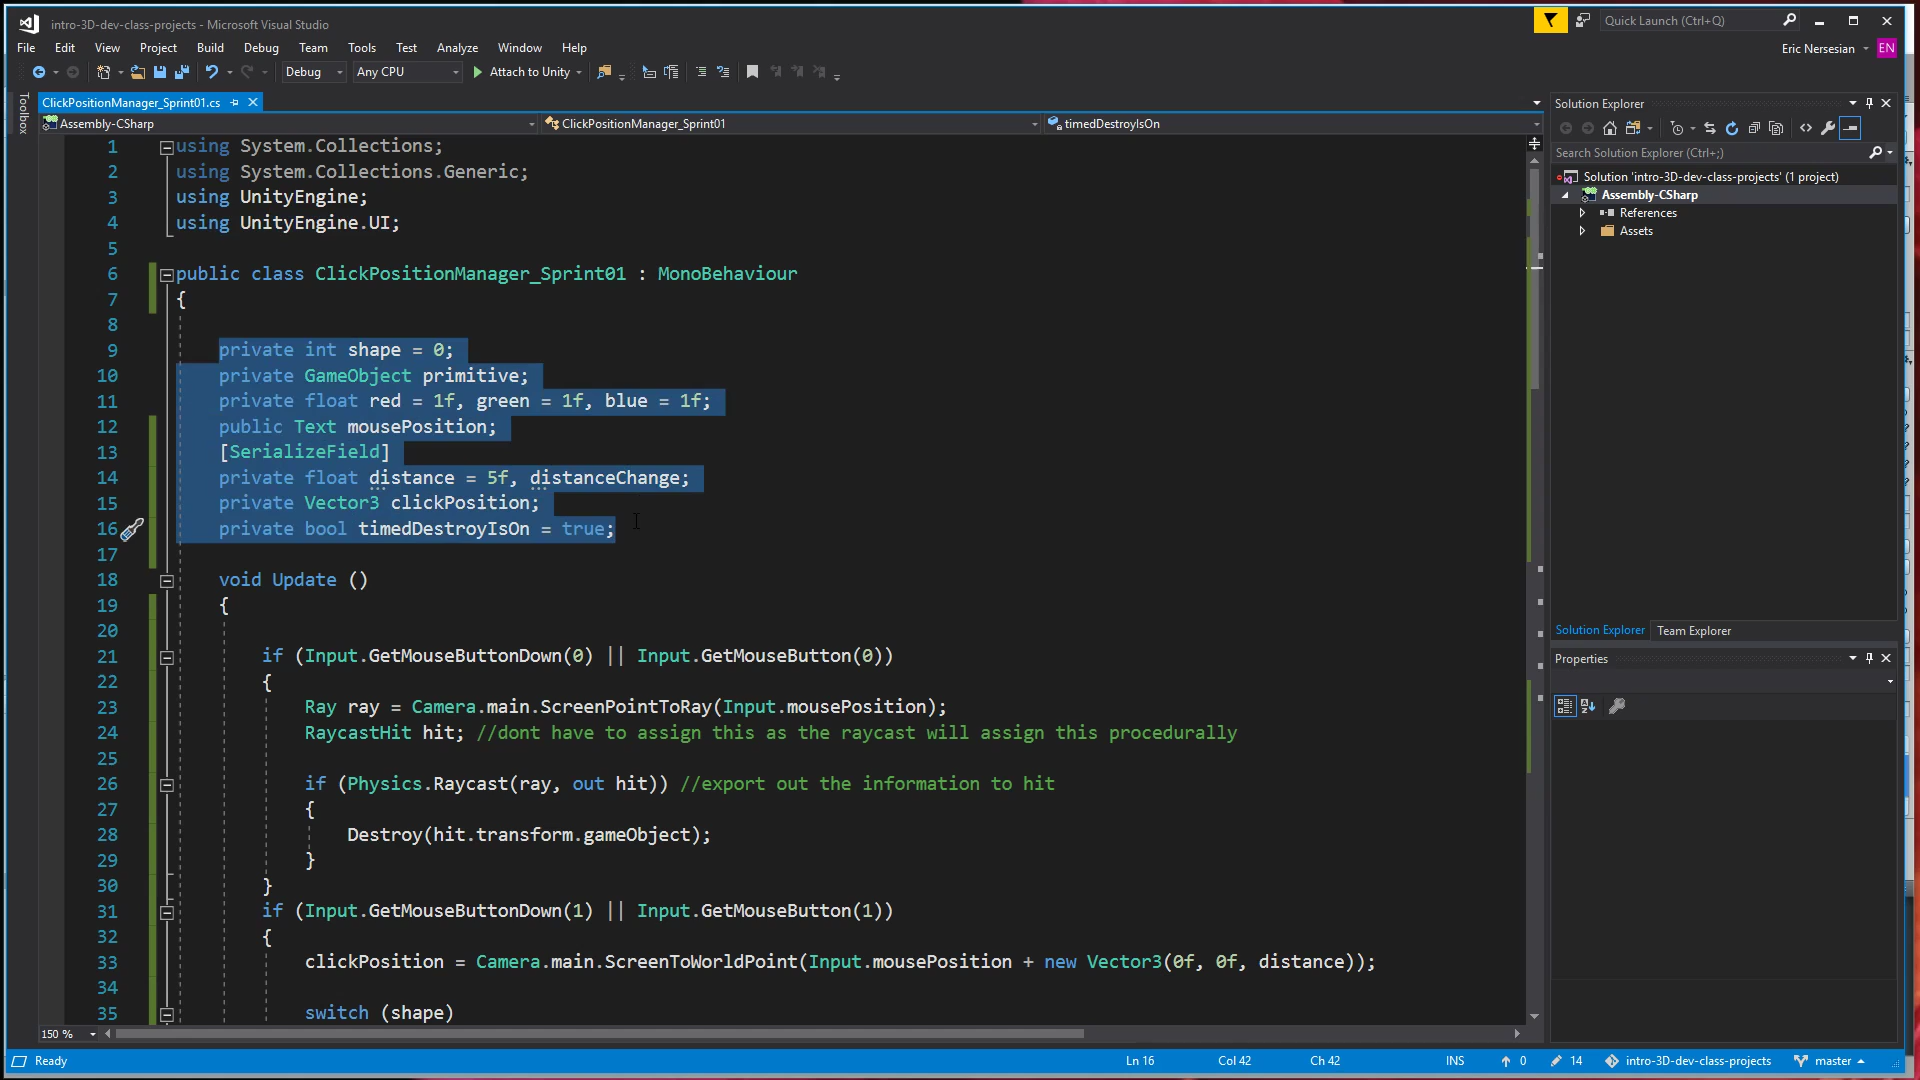 intro-3D-dev-class-projects - Microsoft Visual Studio
Quick Launch (Ctrl+Q)
File Edit View Project Build Debug Team Tools Test Analyze Window Help
Eric Nersesian EN
Debug Any CPU Attach to Unity
Toolbox
ClickPositionManager_Sprint01.cs
Assembly-CSharp ClickPositionManager_Sprint01 timedDestroyIsOn
1 using System.Collections;
2 using System.Collections.Generic;
3 using UnityEngine;
4 using UnityEngine.UI;
5
6 public class ClickPositionManager_Sprint01 : MonoBehaviour
7 {
8
9 private int shape = 0;
10 private GameObject primitive;
11 private float red = 1f, green = 1f, blue = 1f;
12 public Text mousePosition;
13 [SerializeField]
14 private float distance = 5f, distanceChange;
15 private Vector3 clickPosition;
16 private bool timedDestroyIsOn = true;
17
18 void Update ()
19 {
20
21 if (Input.GetMouseButtonDown(0) || Input.GetMouseButton(0))
22 {
23 Ray ray = Camera.main.ScreenPointToRay(Input.mousePosition);
24 RaycastHit hit; //dont have to assign this as the raycast will assign this procedurally
25
26 if (Physics.Raycast(ray, out hit)) //export out the information to hit
27 {
28 Destroy(hit.transform.gameObject);
29 }
30 }
31 if (Input.GetMouseButtonDown(1) || Input.GetMouseButton(1))
32 {
33 clickPosition = Camera.main.ScreenToWorldPoint(Input.mousePosition + new Vector3(0f, 0f, distance));
34
35 switch (shape)
150 %
Solution Explorer
Search Solution Explorer (Ctrl+;)
Solution 'intro-3D-dev-class-projects' (1 project)
Assembly-CSharp
References
Assets
Solution Explorer Team Explorer
Properties
Ready Ln 16 Col 42 Ch 42 INS 0 14 intro-3D-dev-class-projects master